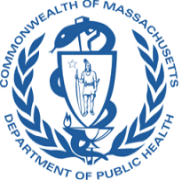 COMMONWEALTH OF MASSACHUSETTS
DEPARTMENT OF PUBLIC HEALTH